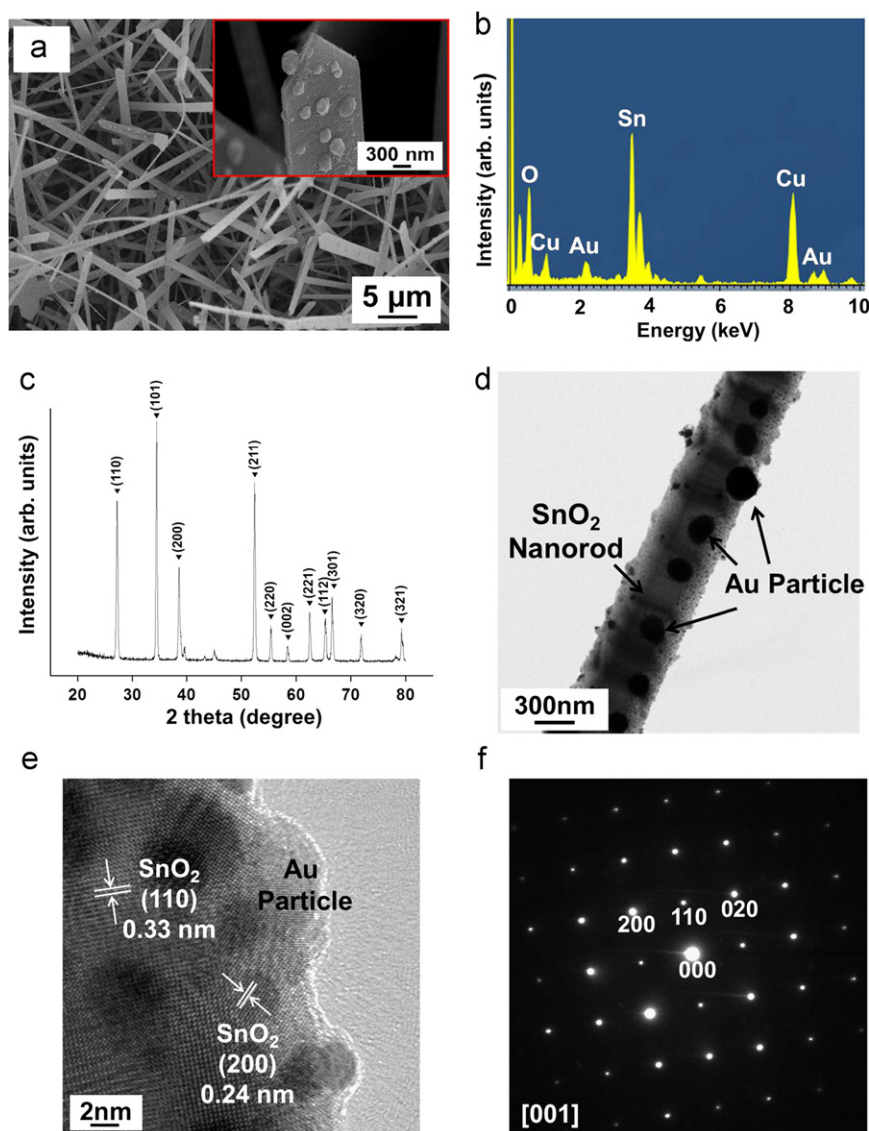 a
300 nm
5 µm
b
Intensity (arb. units)
O
Cu
Au
Sn
Cu
Au
0 2 4 6 8 10
Energy (keV)
c
Intensity (arb. units)
(110)
(101)
(200)
(211)
(220)
(002)
(221)
(112)
(301)
(320)
(321)
20 30 40 50 60 70 80
2 theta (degree)
d
SnO2
Nanorod
Au Particle
300nm
e
SnO2
(110)
0.33 nm
Au
Particle
SnO2
(200)
0.24 nm
2nm
f
200 110 020
000
[001]